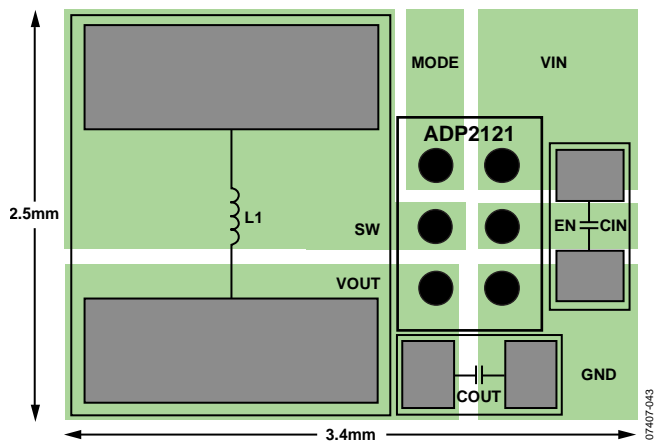 MODE
VIN
ADP2121
2.5mm
L1
SW
EN
CIN
VOUT
COUT
GND
3.4mm
07407-043